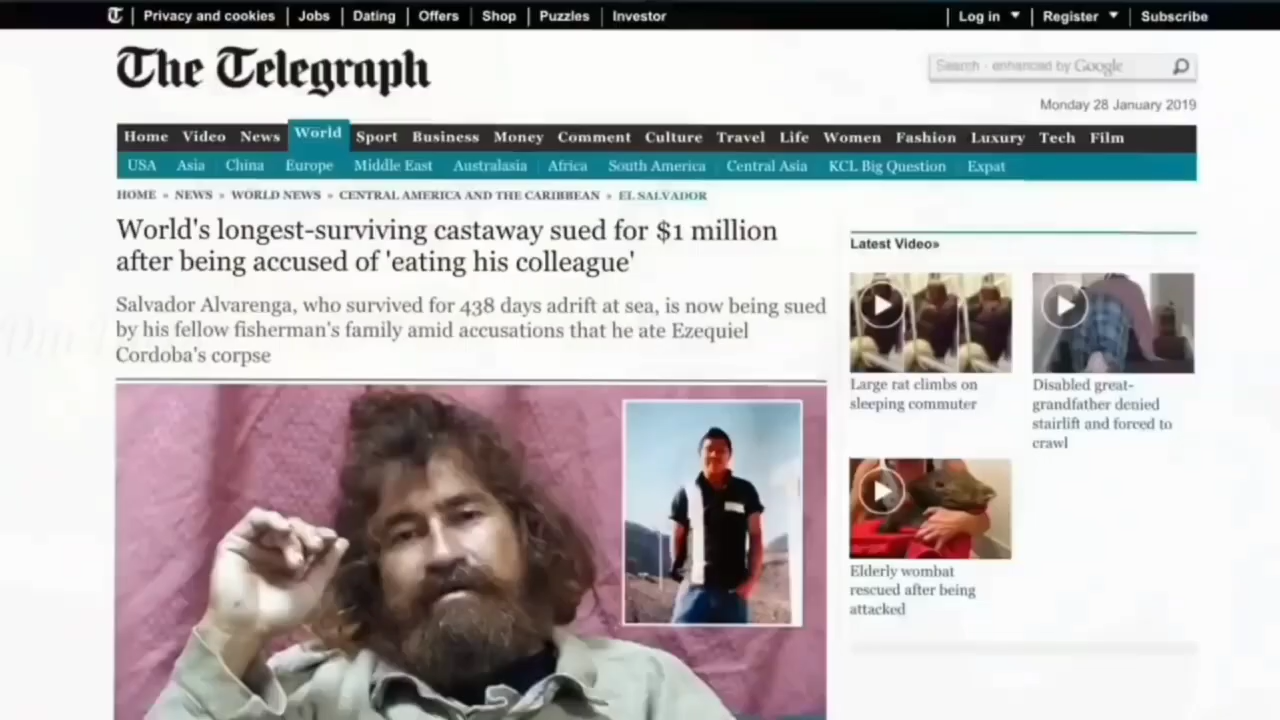 Privacy and cookies Jobs Dating Offers Shop Puzzles Investor Log in Register Subscribe
The Telegraph
Search - enhanced by Google
Monday 28 January 2019
Home Video News World Sport Business Money Comment Culture Travel Life Women Fashion Luxury Tech Film
USA Asia China Europe Middle East Australasia Africa South America Central Asia KCL Big Question Expat
HOME » NEWS » WORLD NEWS » CENTRAL AMERICA AND THE CARIBBEAN » EL SALVADOR
World's longest-surviving castaway sued for $1 million
after being accused of 'eating his colleague'
Salvador Alvarenga, who survived for 438 days adrift at sea, is now being sued
by his fellow fisherman's family amid accusations that he ate Ezequiel
Cordoba's corpse
Latest Video»
Large rat climbs on
sleeping commuter
Disabled great-
grandfather denied
stairlift and forced to
crawl
Elderly wombat
rescued after being
attacked